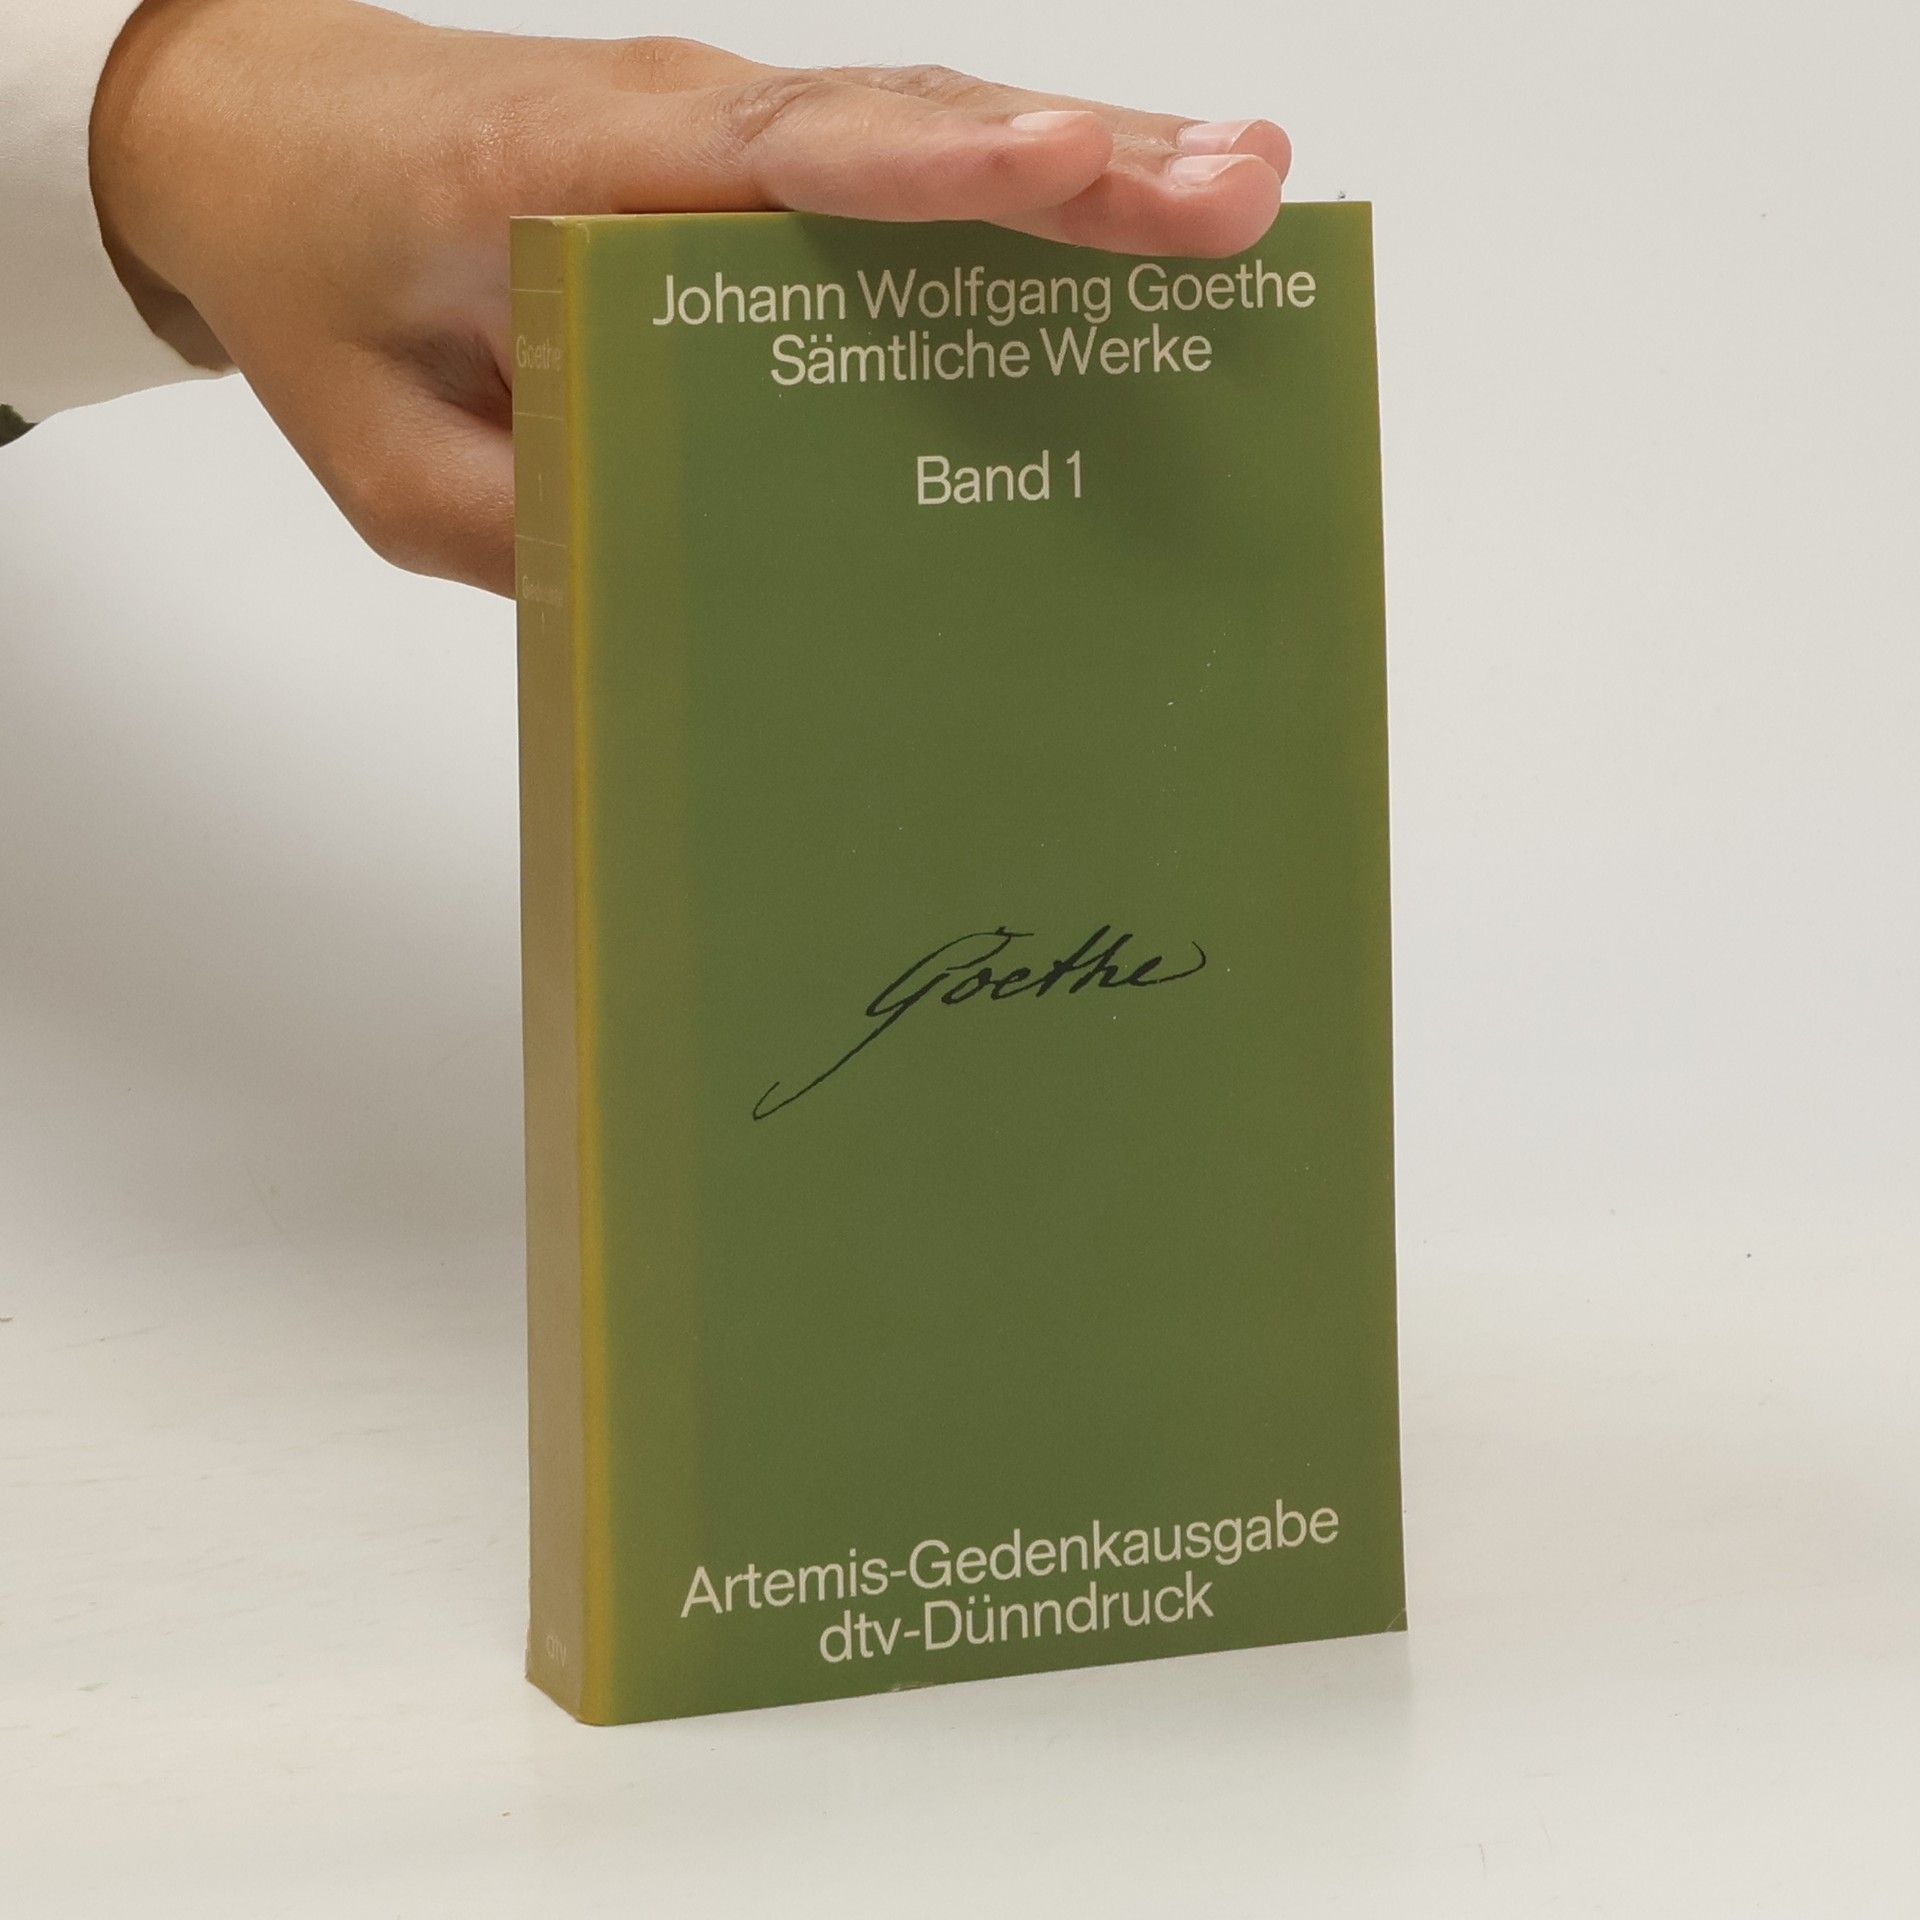 Johann Wolfgang Goethe
Sämtliche Werke
Band 1
Goethe
Artemis-Gedenkausgabe
dtv-Dünndruck
Goethe
1
dtv